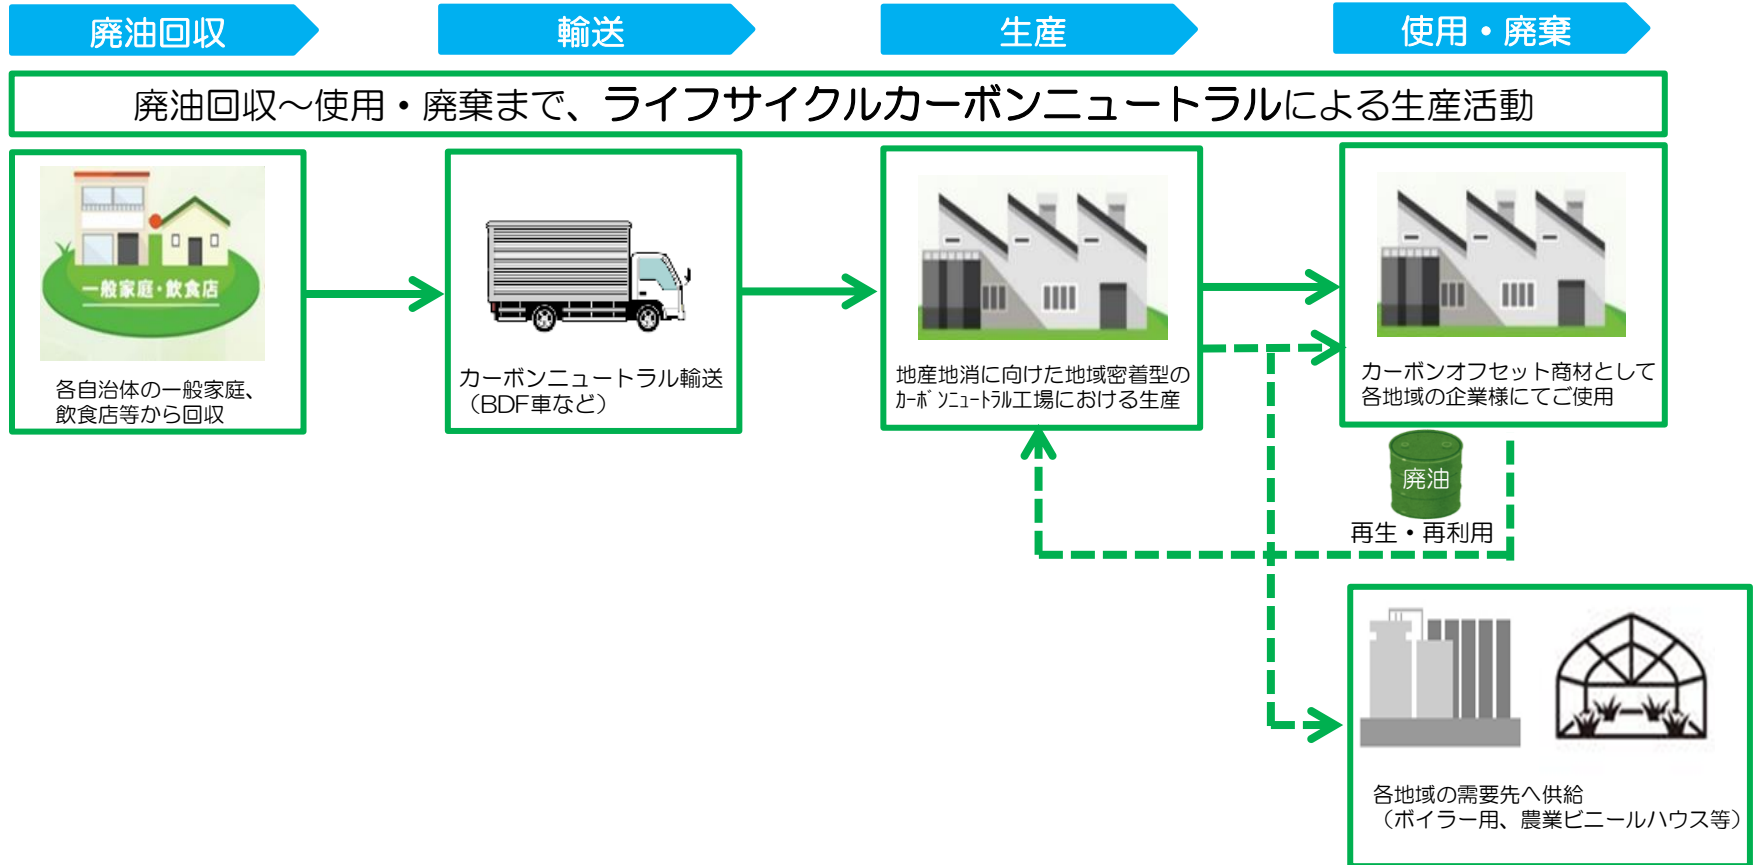 廃油回収
輸送
生産
使用・廃棄
廃油回収～使用・廃棄まで、ライフサイクルカーボンニュートラルによる生産活動
一般家庭・飲食店
各自治体の一般家庭、
飲食店等から回収
カーボンニュートラル輸送
（BDF車など）
地産地消に向けた地域密着型の
ｶｰﾎﾞﾝﾆｭｰﾄﾗﾙ工場における生産
カーボンオフセット商材として
各地域の企業様にてご使用
廃油
再生・再利用
各地域の需要先へ供給
（ボイラー用、農業ビニールハウス等）